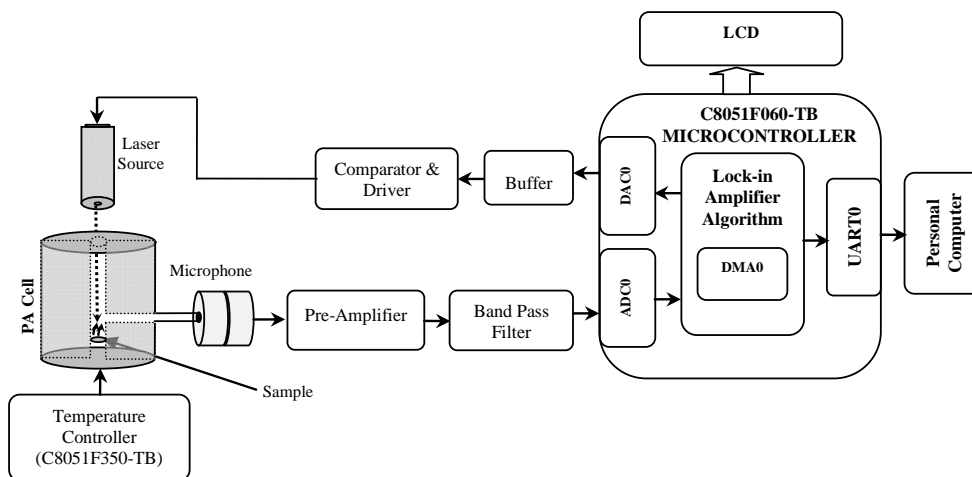 LCD
C8051F060-TB
MICROCONTROLLER
Laser
Source
Comparator &
Driver
Buffer
DAC0
Lock-in
Amplifier
Algorithm
DMA0
UART0
Personal
Computer
PA Cell
Microphone
Pre-Amplifier
Band Pass
Filter
ADC0
Sample
Temperature
Controller
(C8051F350-TB)